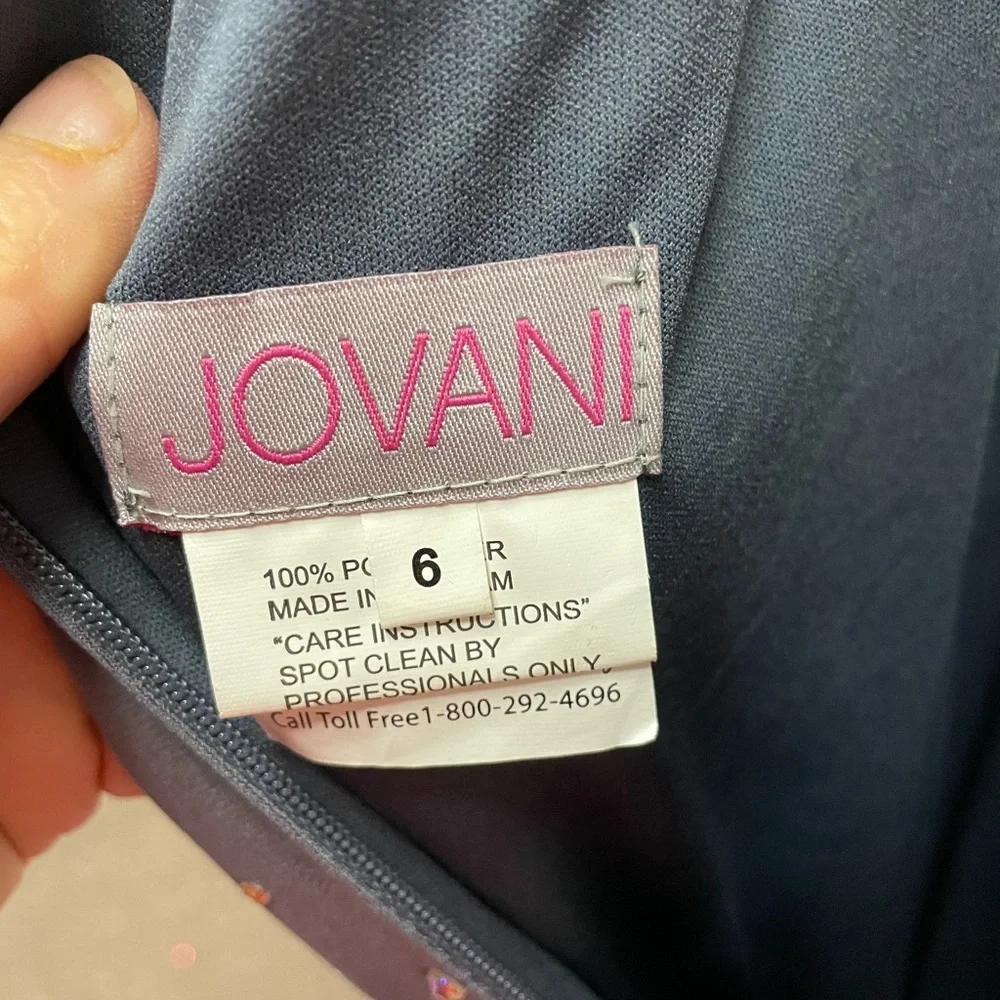 JOVANI
6
100% PO R
MADE IN M
“CARE INSTRUCTIONS”
SPOT CLEAN BY
PROFESSIONALS ONLY.
Call Toll Free1-800-292-4696